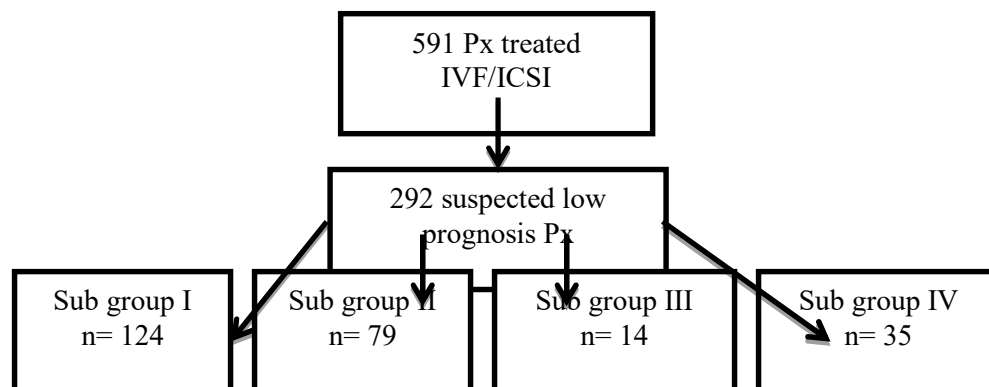 591 Px treated
IVF/ICSI
292 suspected low
prognosis Px
Sub group I
n= 124
Sub group II
n= 79
Sub group III
n= 14
Sub group IV
n= 35